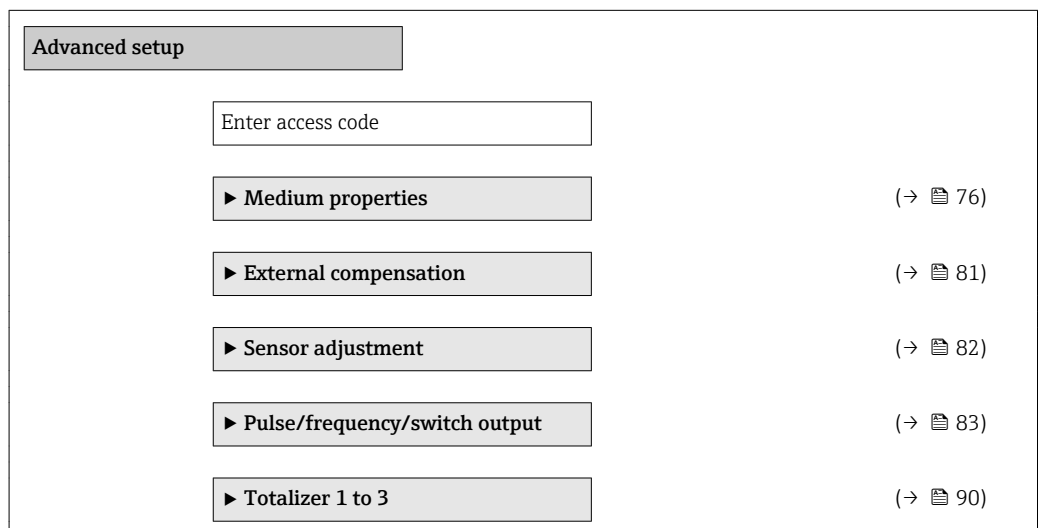 Advanced setup
Enter access code
▶ Medium properties (→ 🖹 76)
▶ External compensation (→ 🖹 81)
▶ Sensor adjustment (→ 🖹 82)
▶ Pulse/frequency/switch output (→ 🖹 83)
▶ Totalizer 1 to 3 (→ 🖹 90)